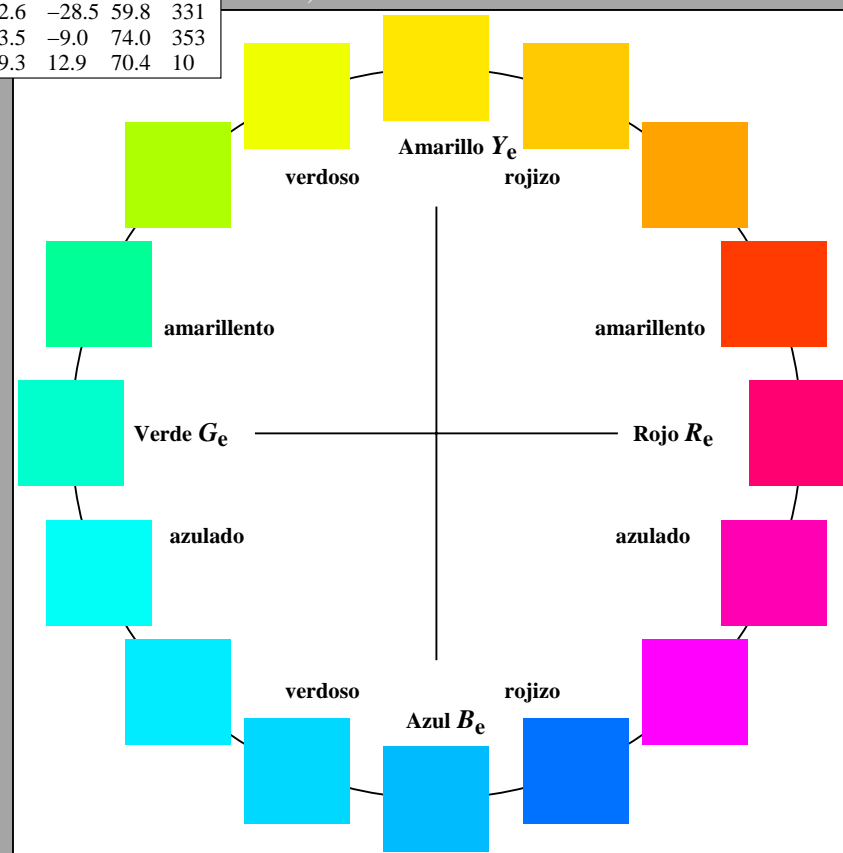 2.6 –28.5 59.8 331
3.5 –9.0 74.0 353
9.3 12.9 70.4 10
Amarillo Yₑ
verdoso rojizo
amarillento amarillento
Verde Gₑ Rojo Rₑ
azulado azulado
verdoso rojizo
Azul Bₑ